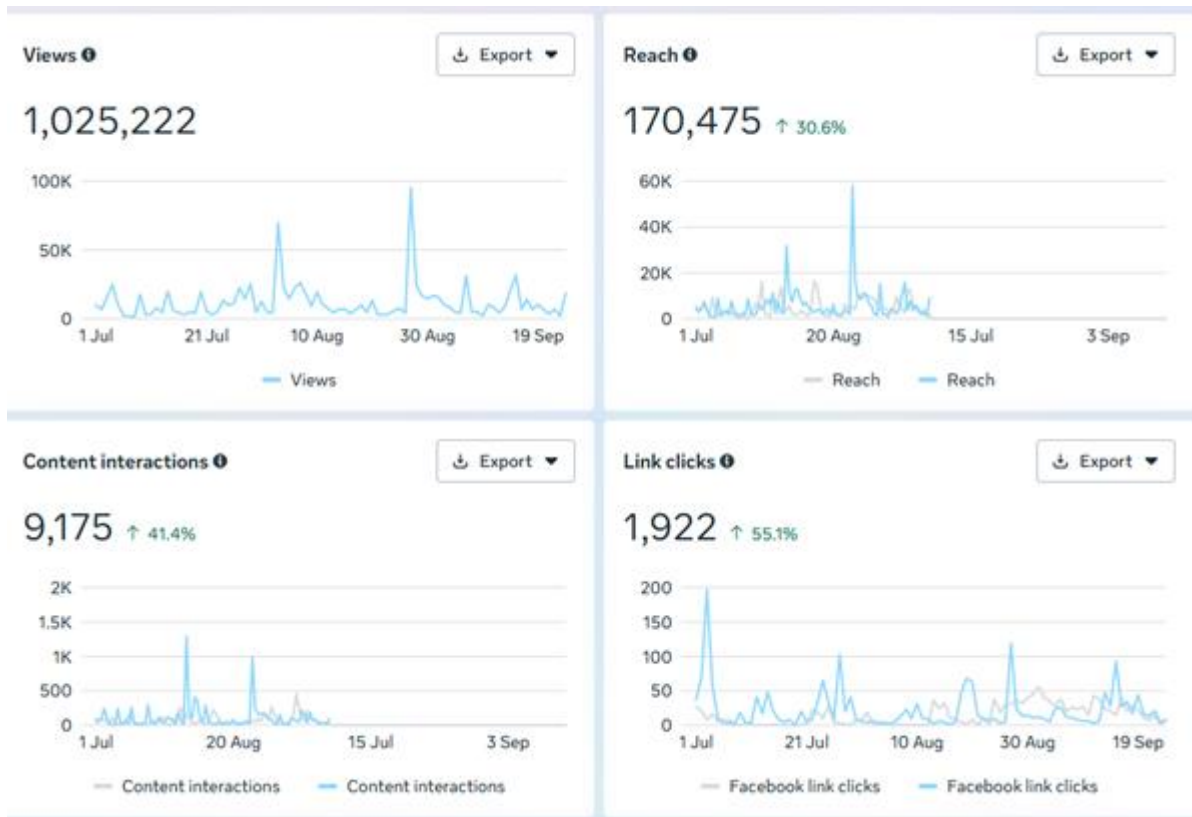 Views
Export
1,025,222
100K
50K
0
1 Jul 21 Jul 10 Aug 30 Aug 19 Sep
Views
Reach
Export
170,475 ↑ 30.6%
60K
40K
20K
0
1 Jul 20 Aug 15 Jul 3 Sep
Reach Reach
Content interactions
Export
9,175 ↑ 41.4%
2K
1.5K
1K
500
0
1 Jul 20 Aug 15 Jul 3 Sep
Content interactions Content interactions
Link clicks
Export
1,922 ↑ 55.1%
200
150
100
50
0
1 Jul 21 Jul 10 Aug 30 Aug 19 Sep
Facebook link clicks Facebook link clicks